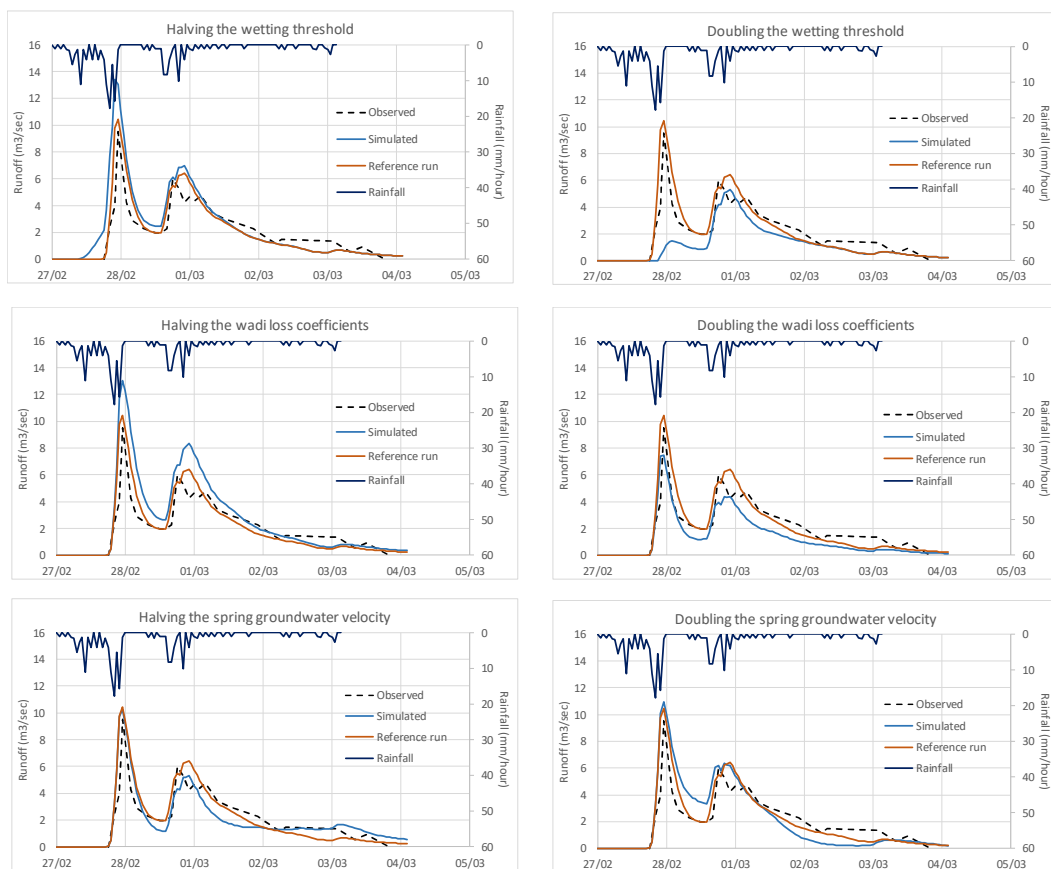 Halving the wetting threshold
16
14
12
10
8
6
4
2
0
Runoff (m3/sec)
0
10
20
30
40
50
60
Rainfall (mm/hour)
Observed
Simulated
Reference run
Rainfall
27/02 28/02 01/03 02/03 03/03 04/03 05/03
Doubling the wetting threshold
16
14
12
10
8
6
4
2
0
Runoff (m3/sec)
0
10
20
30
40
50
60
Rainfall (mm/hour)
Observed
Simulated
Reference run
Rainfall
27/02 28/02 01/03 02/03 03/03 04/03 05/03
Halving the wadi loss coefficients
16
14
12
10
8
6
4
2
0
Runoff (m3/sec)
0
10
20
30
40
50
60
Rainfall (mm/hour)
Observed
Simulated
Reference run
Rainfall
27/02 28/02 01/03 02/03 03/03 04/03 05/03
Doubling the wadi loss coefficients
16
14
12
10
8
6
4
2
0
Runoff (m3/sec)
0
10
20
30
40
50
60
Rainfall (mm/hour)
Observed
Simulated
Reference run
Rainfall
27/02 28/02 01/03 02/03 03/03 04/03 05/03
Halving the spring groundwater velocity
16
14
12
10
8
6
4
2
0
Runoff (m3/sec)
0
10
20
30
40
50
60
Rainfall (mm/hour)
Observed
Simulated
Reference run
Rainfall
27/02 28/02 01/03 02/03 03/03 04/03 05/03
Doubling the spring groundwater velocity
16
14
12
10
8
6
4
2
0
Runoff (m3/sec)
0
10
20
30
40
50
60
Rainfall (mm/hour)
Observed
Simulated
Reference run
Rainfall
27/02 28/02 01/03 02/03 03/03 04/03 05/03